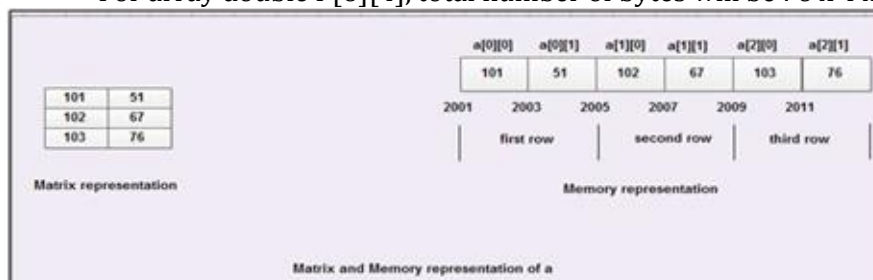 a[0][0] a[0][1] a[1][0] a[1][1] a[2][0] a[2][1]
101 51 102 67 103 76
2001 2003 2005 2007 2009 2011
first row second row third row
101 51
102 67
103 76
Matrix representation
Memory representation
Matrix and Memory representation of a